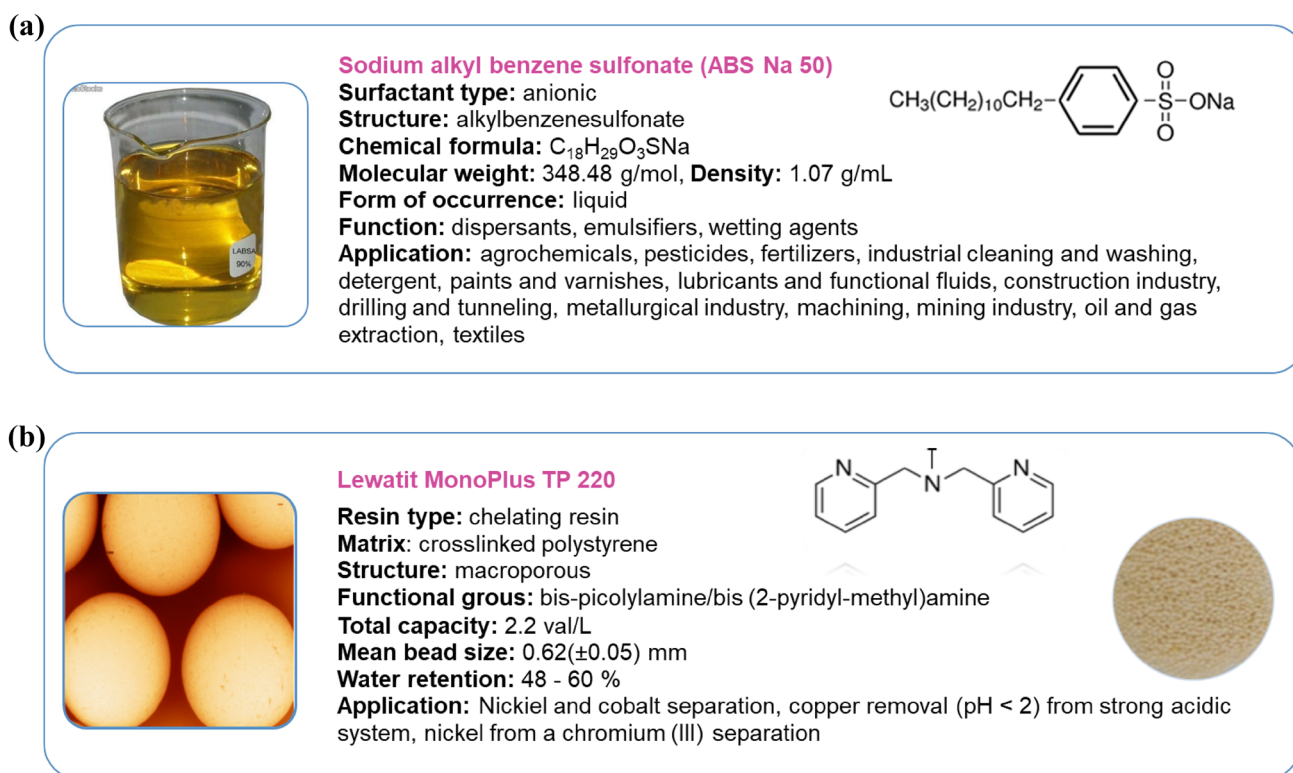 (a)
Sodium alkyl benzene sulfonate (ABS Na 50)
Surfactant type: anionic
Structure: alkylbenzenesulfonate
Chemical formula: C₁₈H₂₉O₃SNa
Molecular weight: 348.48 g/mol, Density: 1.07 g/mL
Form of occurrence: liquid
Function: dispersants, emulsifiers, wetting agents
Application: agrochemicals, pesticides, fertilizers, industrial cleaning and washing,
detergent, paints and varnishes, lubricants and functional fluids, construction industry,
drilling and tunneling, metallurgical industry, machining, mining industry, oil and gas
extraction, textiles
LABSA
90%
O
CH₃(CH₂)₁₀CH₂
S
ONa
O
(b)
Lewatit MonoPlus TP 220
Resin type: chelating resin
Matrix: crosslinked polystyrene
Structure: macroporous
Functional grous: bis-picolylamine/bis (2-pyridyl-methyl)amine
Total capacity: 2.2 val/L
Mean bead size: 0.62(±0.05) mm
Water retention: 48 - 60 %
Application: Nickiel and cobalt separation, copper removal (pH < 2) from strong acidic
system, nickel from a chromium (III) separation
N
N
N